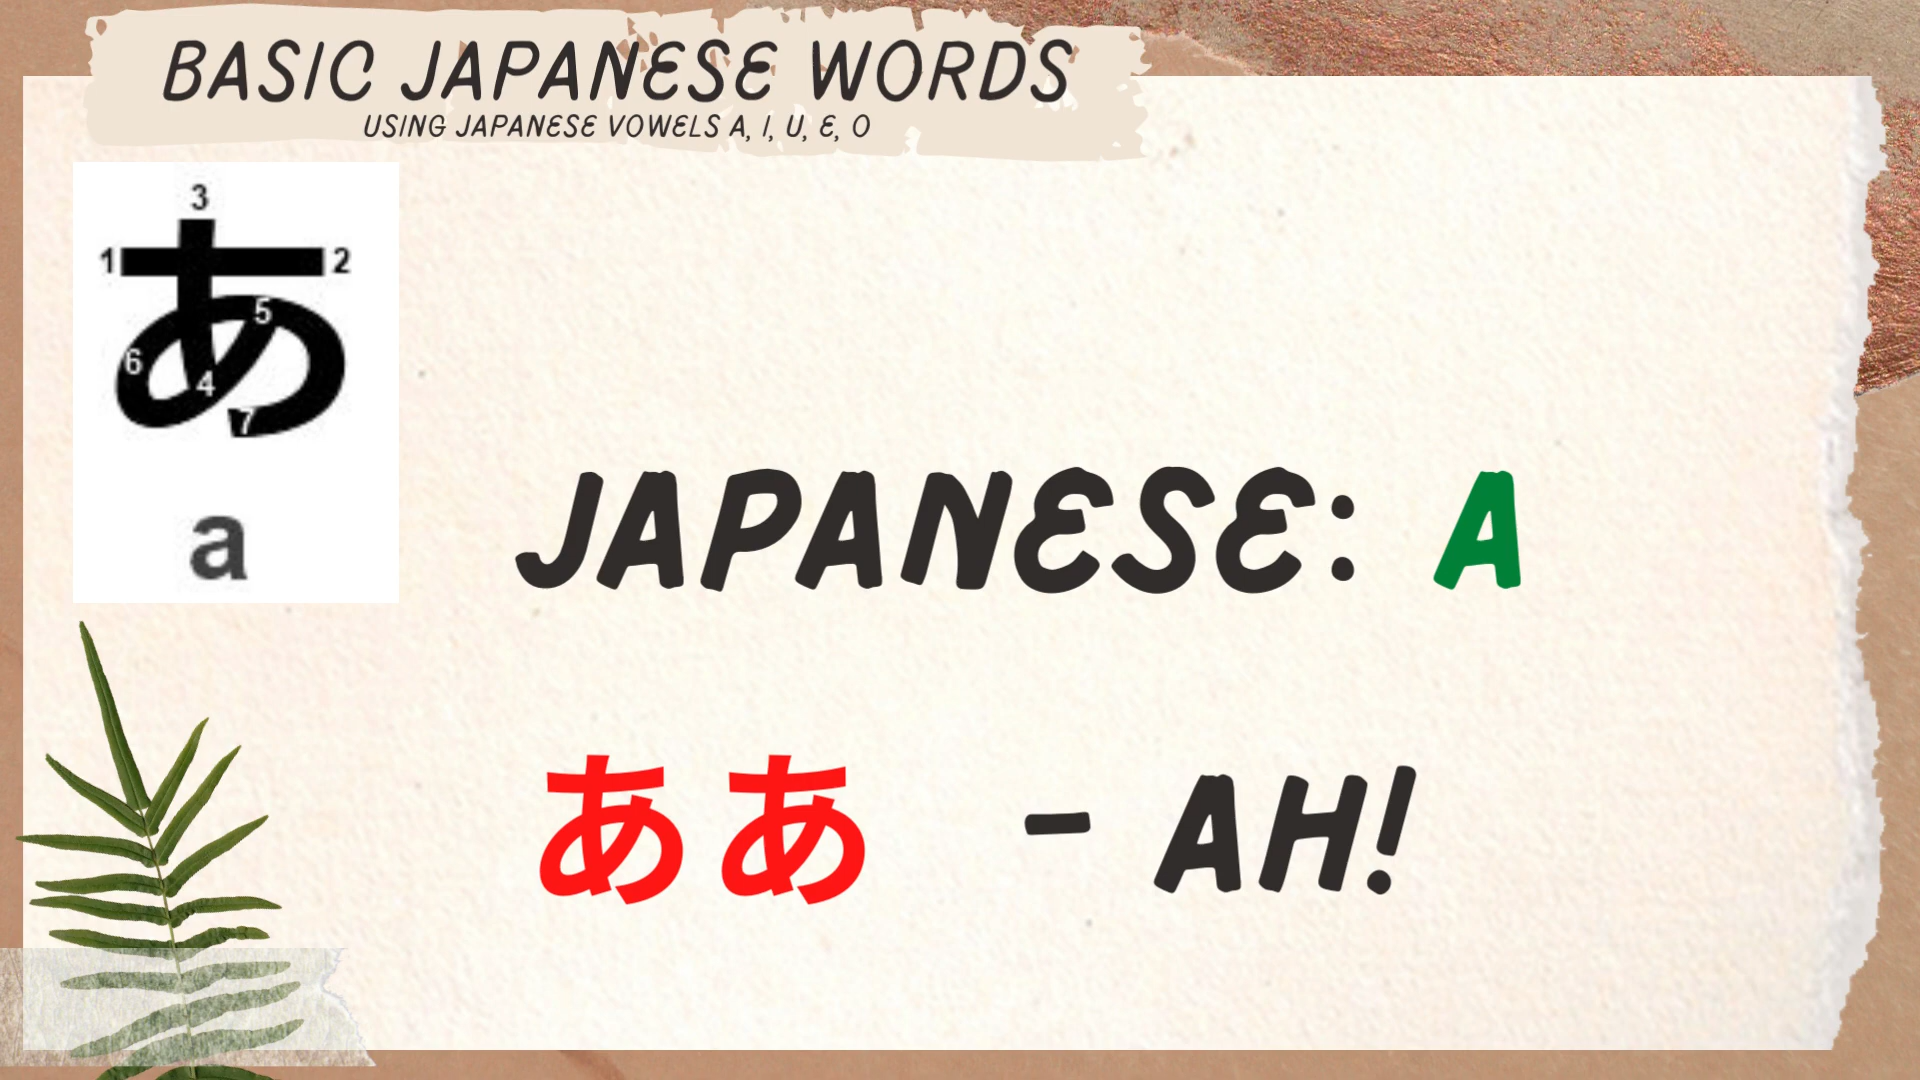 BASIC JAPANESE WORDS
USING JAPANESE VOWELS A, I, U, E, O
3
1 あ 2
5
6
4
7
a
JAPANESE: A
ああ - AH!